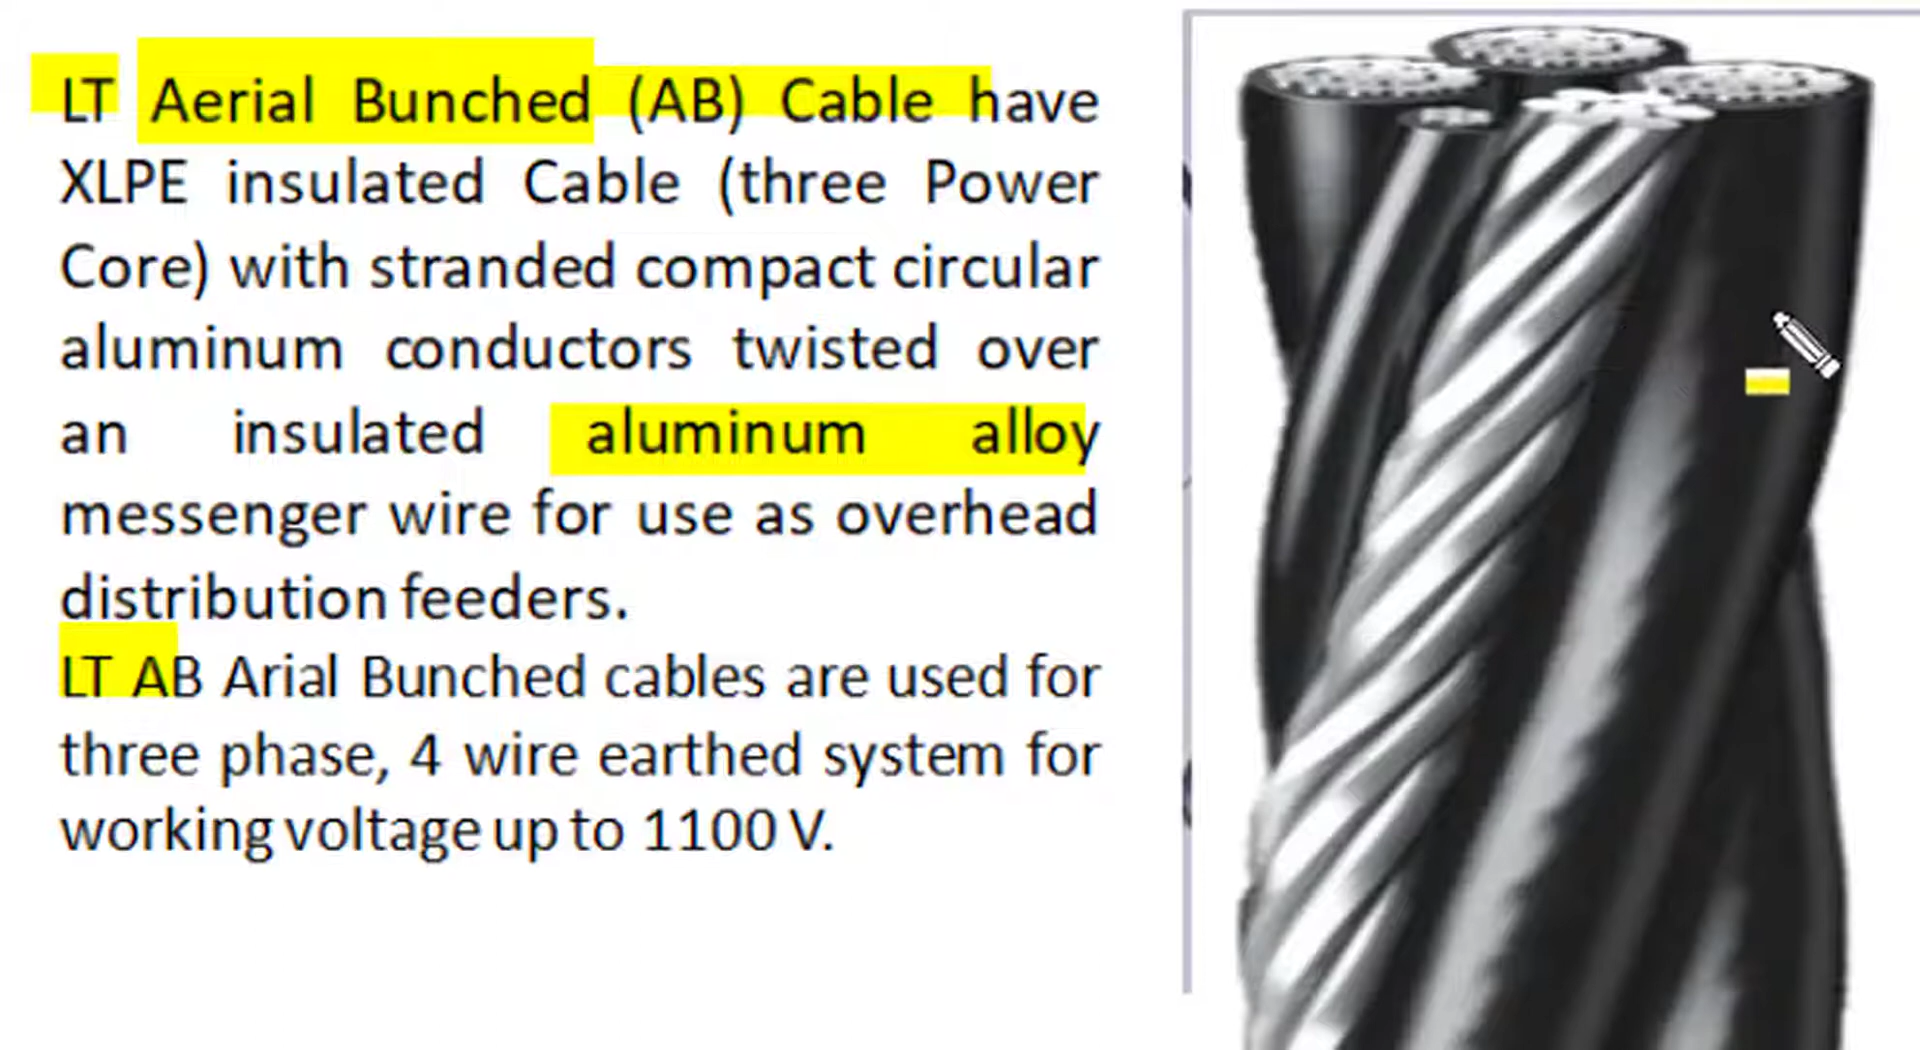 LT Aerial Bunched (AB) Cable have
XLPE insulated Cable (three Power
Core) with stranded compact circular
aluminum conductors twisted over
an insulated aluminum alloy
messenger wire for use as overhead
distribution feeders.
LT AB Arial Bunched cables are used for
three phase, 4 wire earthed system for
working voltage up to 1100 V.